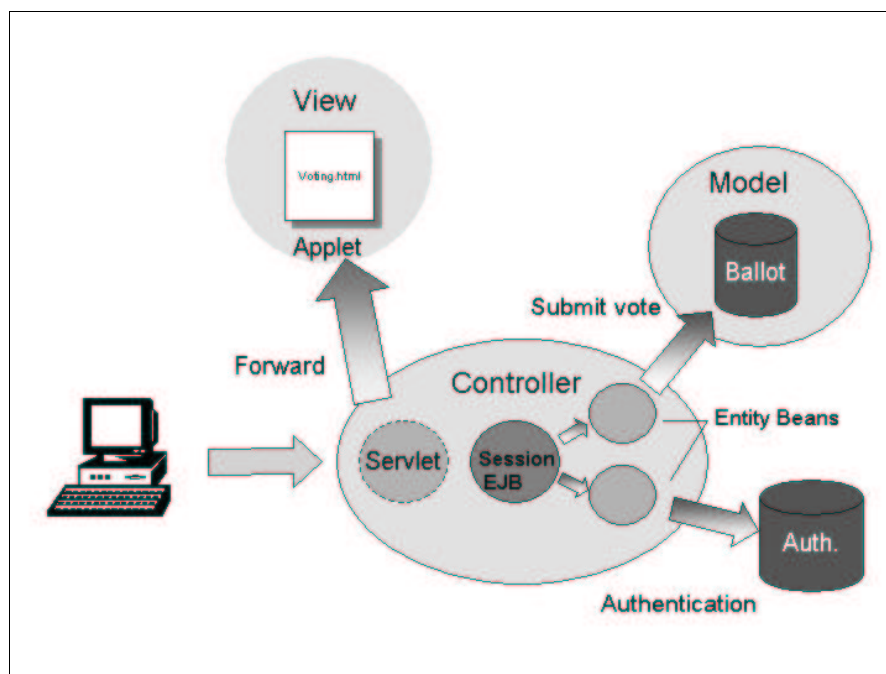 View
Voting.html
Applet
Model
Ballot
Submit vote
Forward
Controller
Servlet
Session
EJB
Entity Beans
Auth.
Authentication